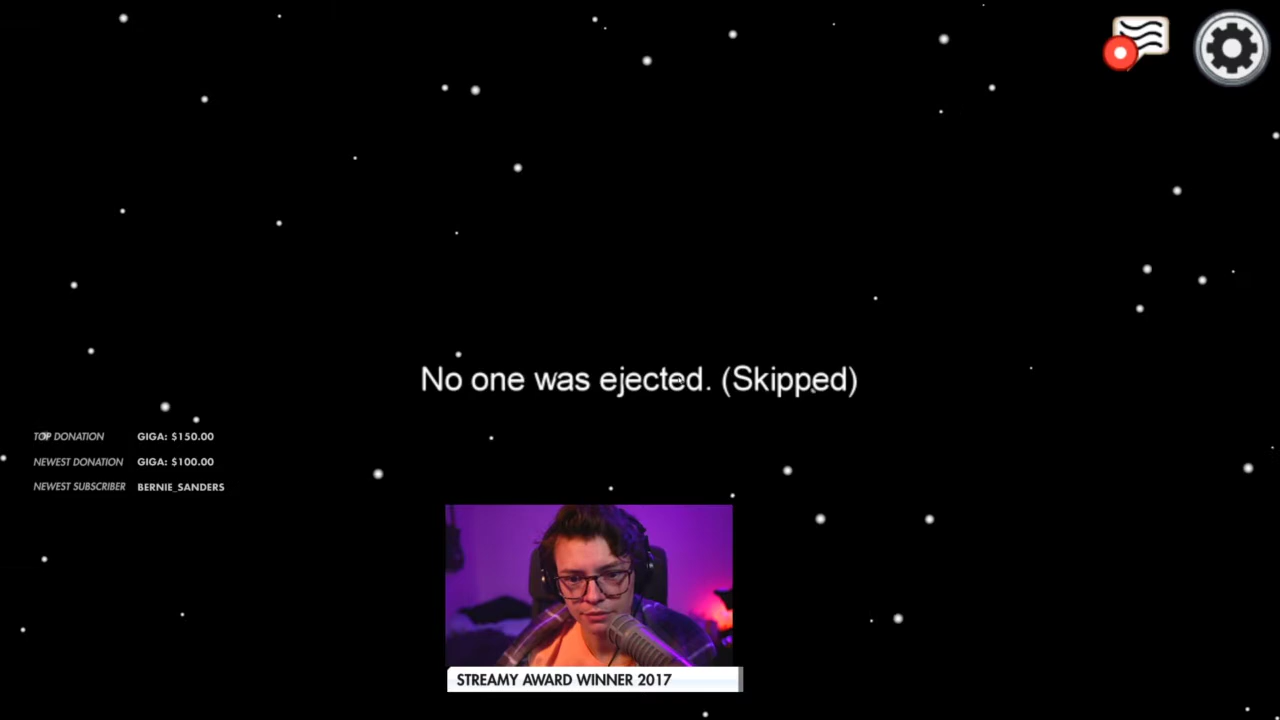 No one was ejected. (Skipped)
TOP DONATION GIGA: $150.00
NEWEST DONATION GIGA: $100.00
NEWEST SUBSCRIBER BERNIE_SANDERS
STREAMY AWARD WINNER 2017